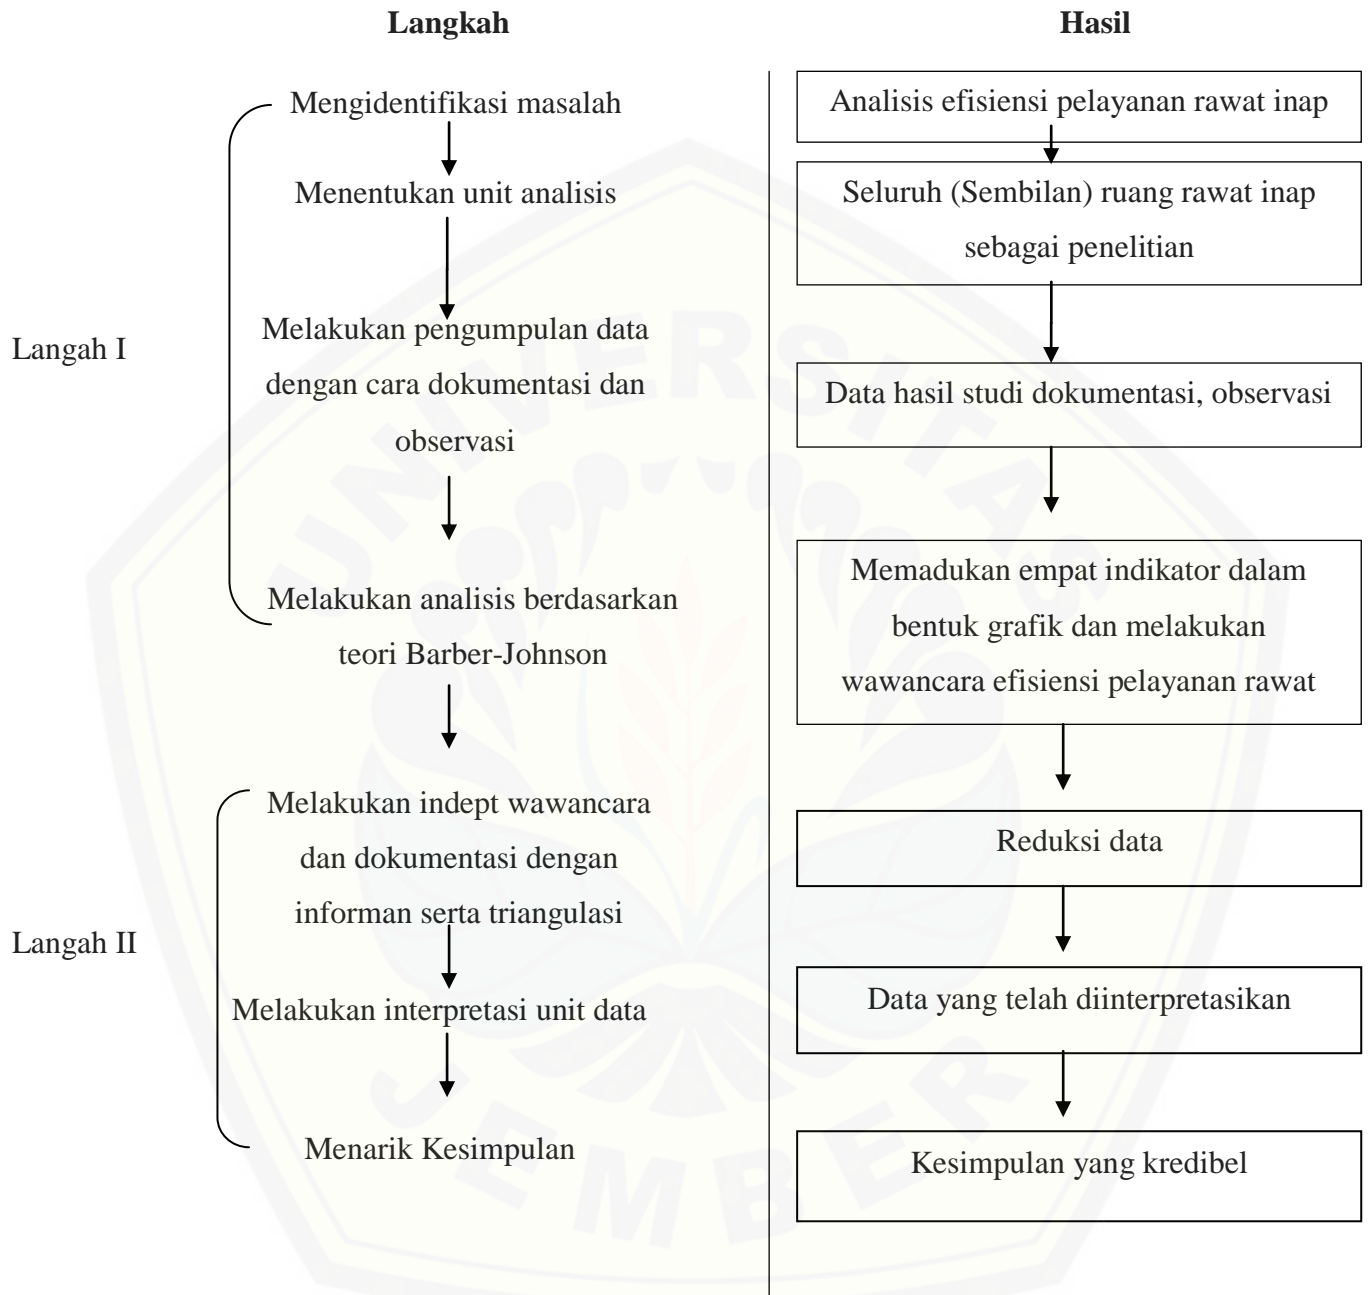 Langkah
Hasil
Langah I
Mengidentifikasi masalah
Menentukan unit analisis
Melakukan pengumpulan data
dengan cara dokumentasi dan
observasi
Melakukan analisis berdasarkan
teori Barber-Johnson
Langah II
Melakukan indept wawancara
dan dokumentasi dengan
informan serta triangulasi
Melakukan interpretasi unit data
Menarik Kesimpulan
Analisis efisiensi pelayanan rawat inap
Seluruh (Sembilan) ruang rawat inap
sebagai penelitian
Data hasil studi dokumentasi, observasi
Memadukan empat indikator dalam
bentuk grafik dan melakukan
wawancara efisiensi pelayanan rawat
Reduksi data
Data yang telah diinterpretasikan
Kesimpulan yang kredibel
UNIVERSITAS
JEMBER